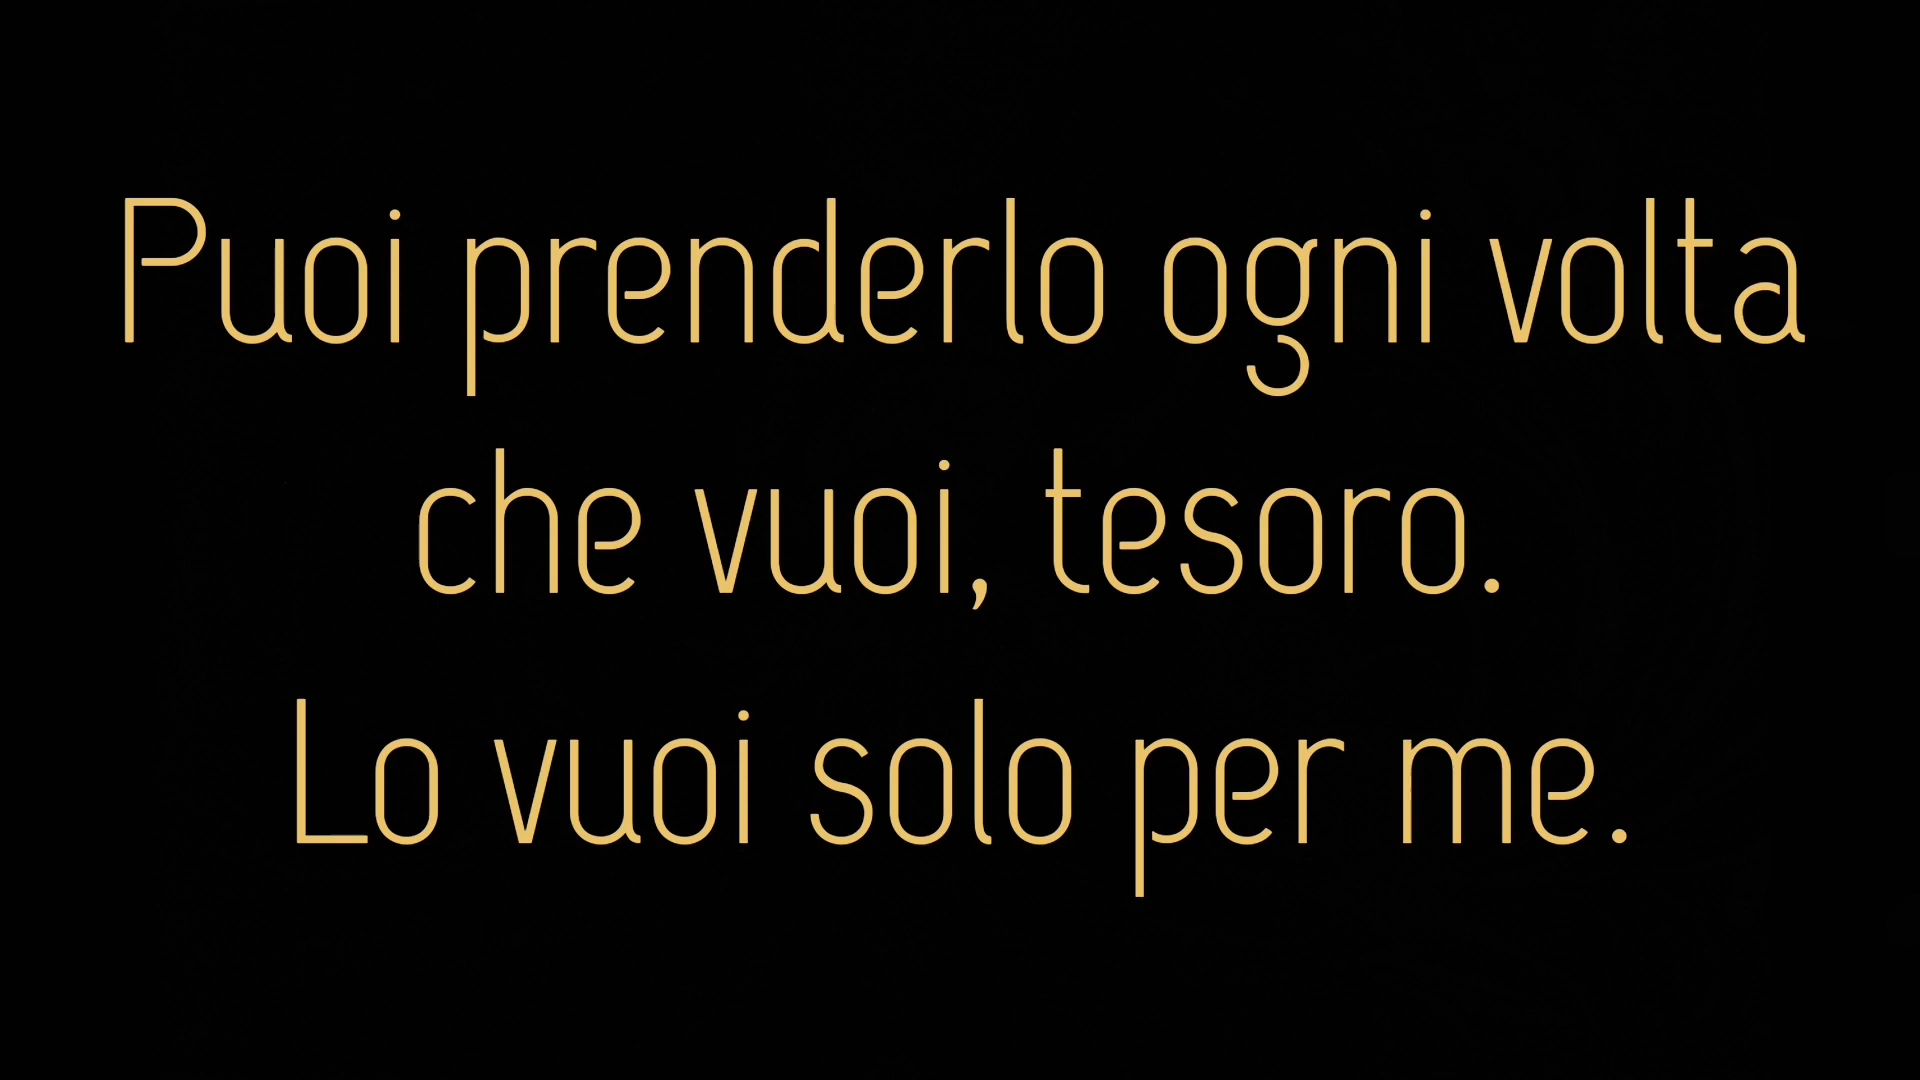 Puoi prenderlo ogni volta
che vuoi, tesoro.
Lo vuoi solo per me.